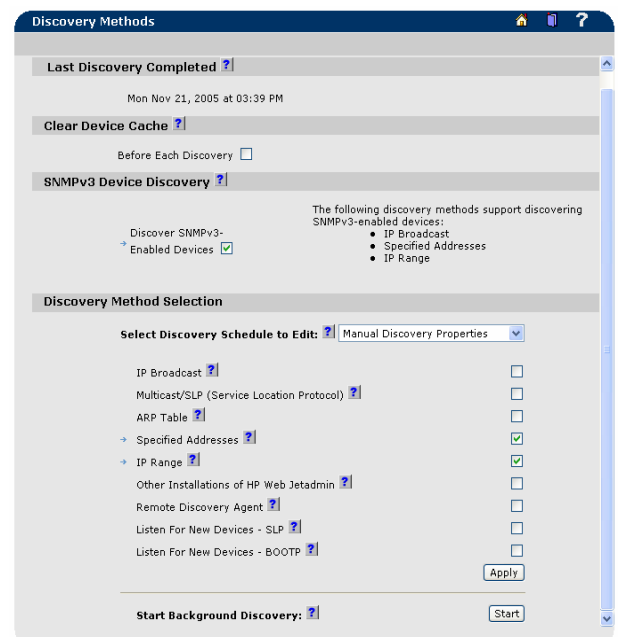 Discovery Methods ?
Last Discovery Completed ?
Mon Nov 21, 2005 at 03:39 PM
Clear Device Cache ?
Before Each Discovery
SNMPv3 Device Discovery ?
The following discovery methods support discovering
SNMPv3-enabled devices:
• IP Broadcast
• Specified Addresses
• IP Range
Discover SNMPv3-
Enabled Devices
Discovery Method Selection
Select Discovery Schedule to Edit: ? Manual Discovery Properties
IP Broadcast ?
Multicast/SLP (Service Location Protocol) ?
ARP Table ?
Specified Addresses ?
IP Range ?
Other Installations of HP Web Jetadmin ?
Remote Discovery Agent ?
Listen For New Devices - SLP ?
Listen For New Devices - BOOTP ?
Apply
Start Background Discovery: ? Start